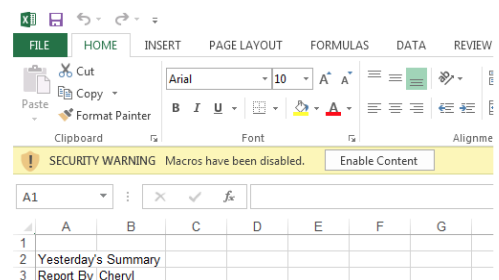 FILE HOME INSERT PAGE LAYOUT FORMULAS DATA REVIEW
Cut
Copy
Format Painter
Paste
Clipboard
Arial 10 A A
B I U A
Font
Alignme
SECURITY WARNING Macros have been disabled. Enable Content
A1 fx
A B C D E F G
1
2 Yesterday's Summary
3 Report By Cheryl